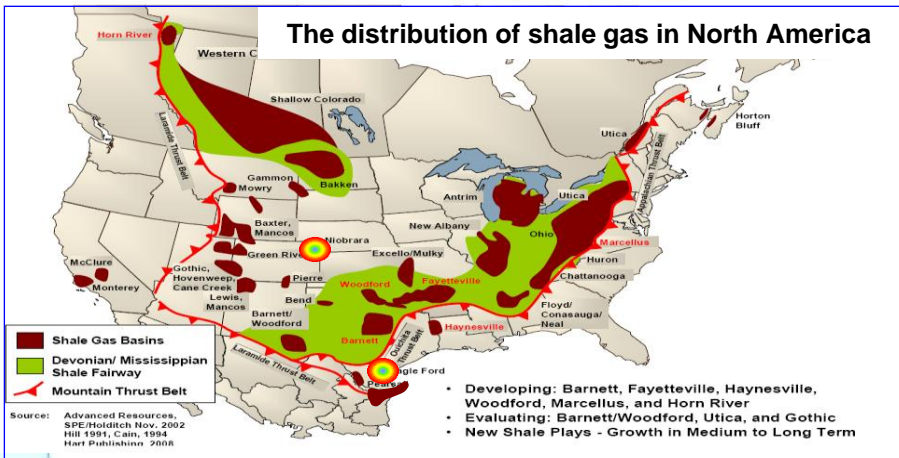 The distribution of shale gas in North America
Horn River
Western C
Shallow Colorado
Laramide Thrust Belt
Gammon
Mowry
Bakken
Utica
Horton
Bluff
Appalachian Thrust Belt
Antrim
Utica
New Albany
Ohio
Marcellus
Baxter,
Mancos
Niobrara
Green Rive
Excello/Mulky
Huron
McClure
Monterey
Gothic,
Hovenweep,
Cane Creek
Pierre
Woodford
Fayetteville
Chattanooga
Lewis,
Mancos
Bend
Floyd/
Conasauga/
Neal
Barnett/
Woodford
Barnett
Haynesville
Ouichita
Thrust Belt
Laramide Thrust Belt
agle Ford
Pearsall
Shale Gas Basins
Devonian/ Mississippian
Shale Fairway
Mountain Thrust Belt
Source: Advanced Resources,
SPE/Holditch Nov. 2002
Hill 1991, Cain, 1994
Hart Publishing, 2008
• Developing: Barnett, Fayetteville, Haynesville,
Woodford, Marcellus, and Horn River
• Evaluating: Barnett/Woodford, Utica, and Gothic
• New Shale Plays - Growth in Medium to Long Term